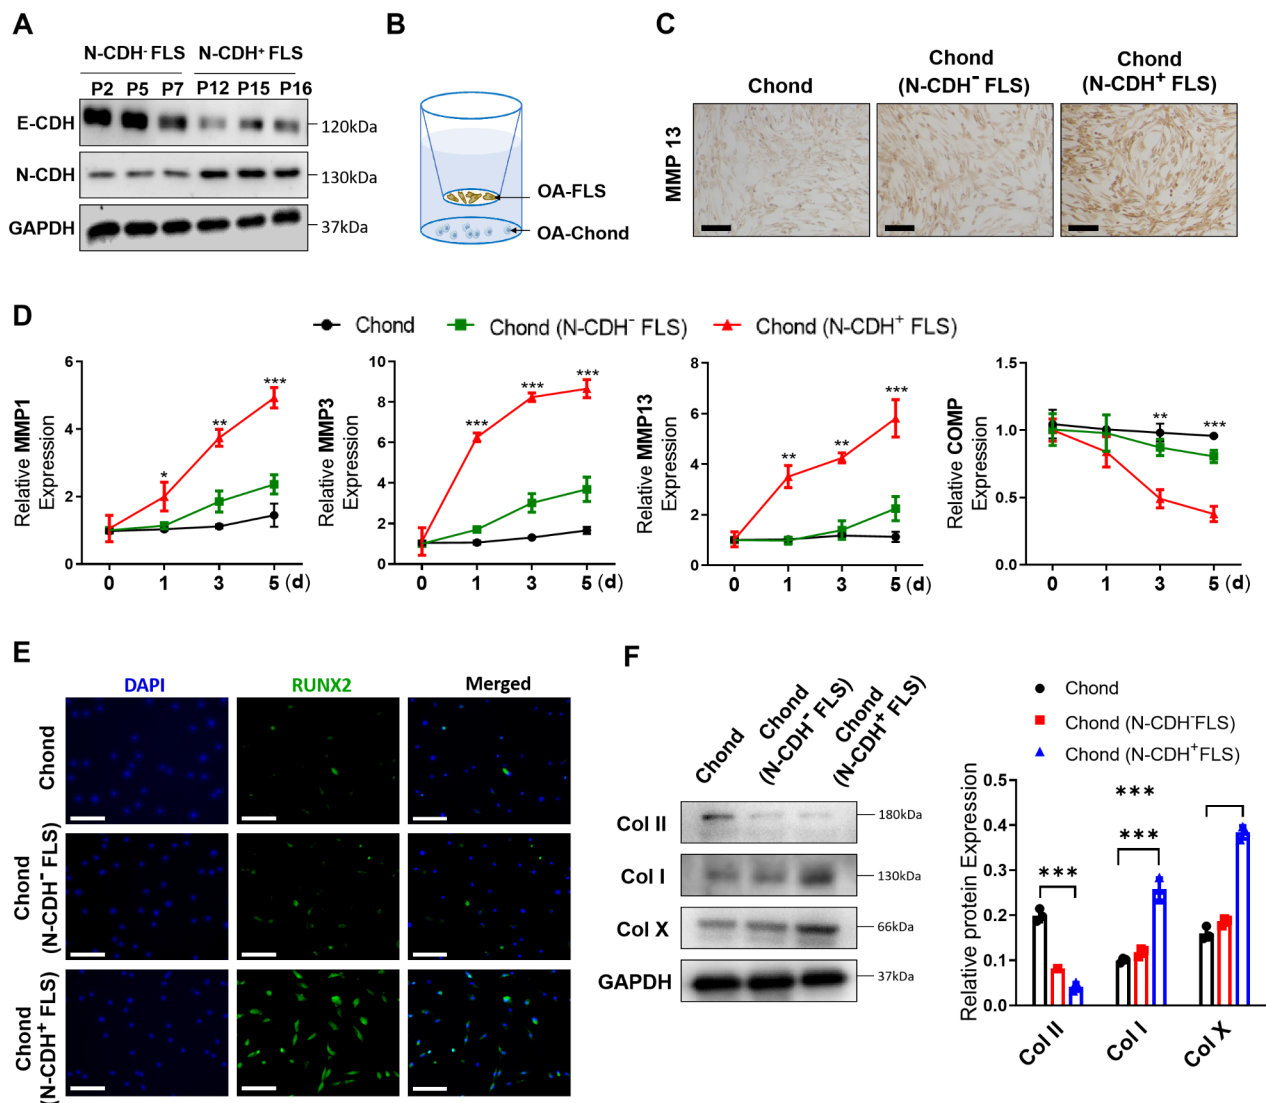 A
N-CDH⁻ FLS N-CDH⁺ FLS
P2 P5 P7 P12 P15 P16
E-CDH 120kDa
N-CDH 130kDa
GAPDH 37kDa
B
OA-FLS
OA-Chond
C
Chond
Chond
(N-CDH⁻ FLS)
Chond
(N-CDH⁺ FLS)
MMP 13
D
Chond Chond (N-CDH⁻ FLS) Chond (N-CDH⁺ FLS)
Relative MMP1
Expression
6
4
2
0
* ** ***
0 1 3 5 (d)
Relative MMP3
Expression
10
8
6
4
2
0
*** *** ***
0 1 3 5 (d)
Relative MMP13
Expression
8
6
4
2
0
** ** ***
0 1 3 5 (d)
Relative COMP
Expression
1.5
1.0
0.5
0.0
** ***
0 1 3 5 (d)
E
DAPI RUNX2 Merged
Chond
Chond
(N-CDH⁻ FLS)
Chond
(N-CDH⁺ FLS)
F
Chond
Chond
(N-CDH⁻ FLS)
Chond
(N-CDH⁺ FLS)
Col II 180kDa
Col I 130kDa
Col X 66kDa
GAPDH 37kDa
Chond
Chond (N-CDH⁻FLS)
Chond (N-CDH⁺FLS)
Relative protein Expression
0.5
0.4
0.3
0.2
0.1
0.0
***
***
***
Col II Col I Col X